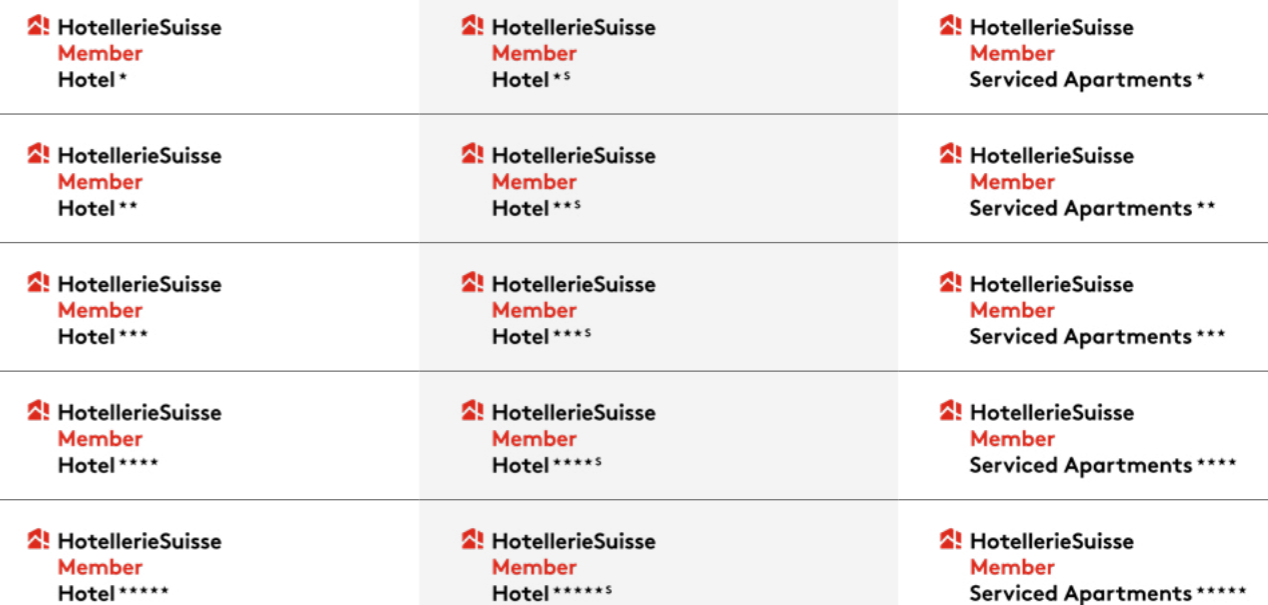 HotellerieSuisse
Member
Hotel *
HotellerieSuisse
Member
Hotel *S
HotellerieSuisse
Member
Serviced Apartments *
HotellerieSuisse
Member
Hotel **
HotellerieSuisse
Member
Hotel **S
HotellerieSuisse
Member
Serviced Apartments **
HotellerieSuisse
Member
Hotel ***
HotellerieSuisse
Member
Hotel ***S
HotellerieSuisse
Member
Serviced Apartments ***
HotellerieSuisse
Member
Hotel ****
HotellerieSuisse
Member
Hotel ****S
HotellerieSuisse
Member
Serviced Apartments ****
HotellerieSuisse
Member
Hotel *****
HotellerieSuisse
Member
Hotel *****S
HotellerieSuisse
Member
Serviced Apartments *****